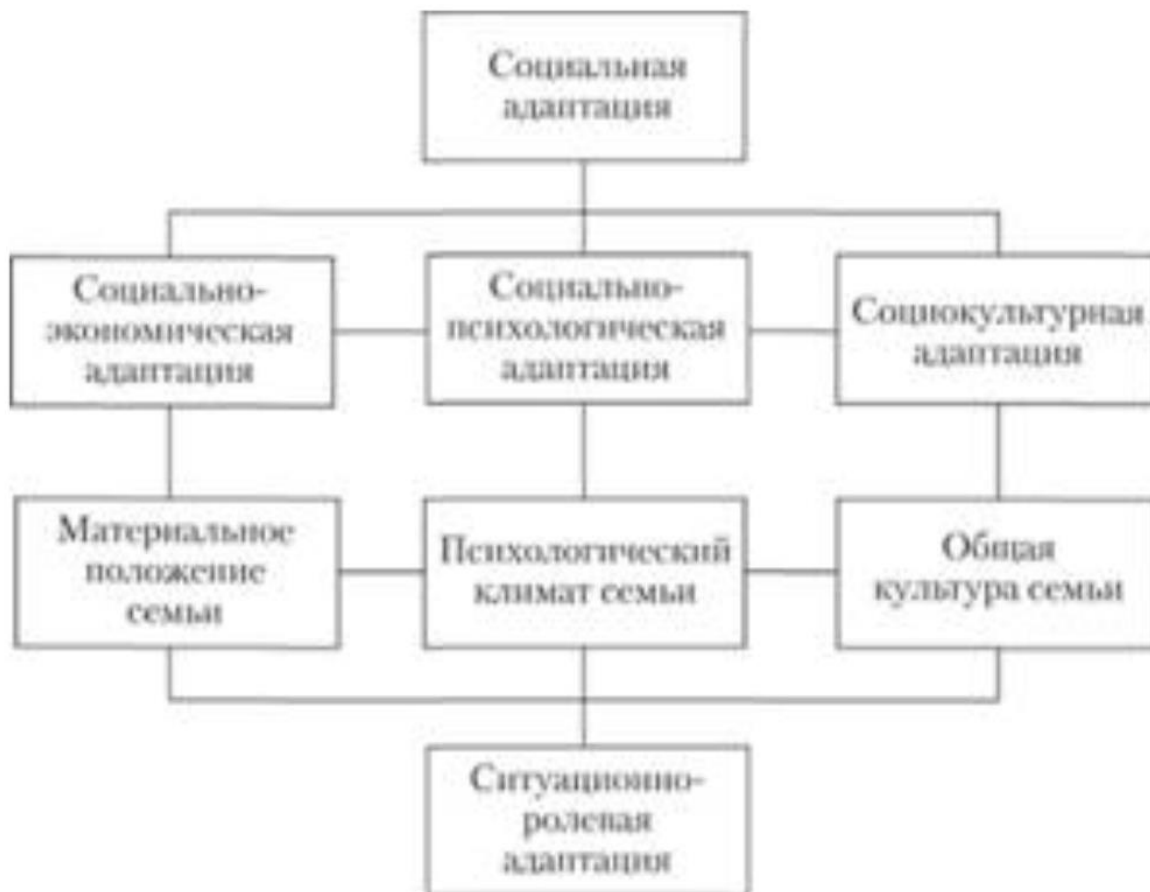 Социальная
адаптация
Социально-
экономическая
адаптация
Социально-
психологическая
адаптация
Социокультурная
адаптация
Материальное
положение
семьи
Психологический
климат семьи
Общая
культура семьи
Ситуационно-
ролевая
адаптация